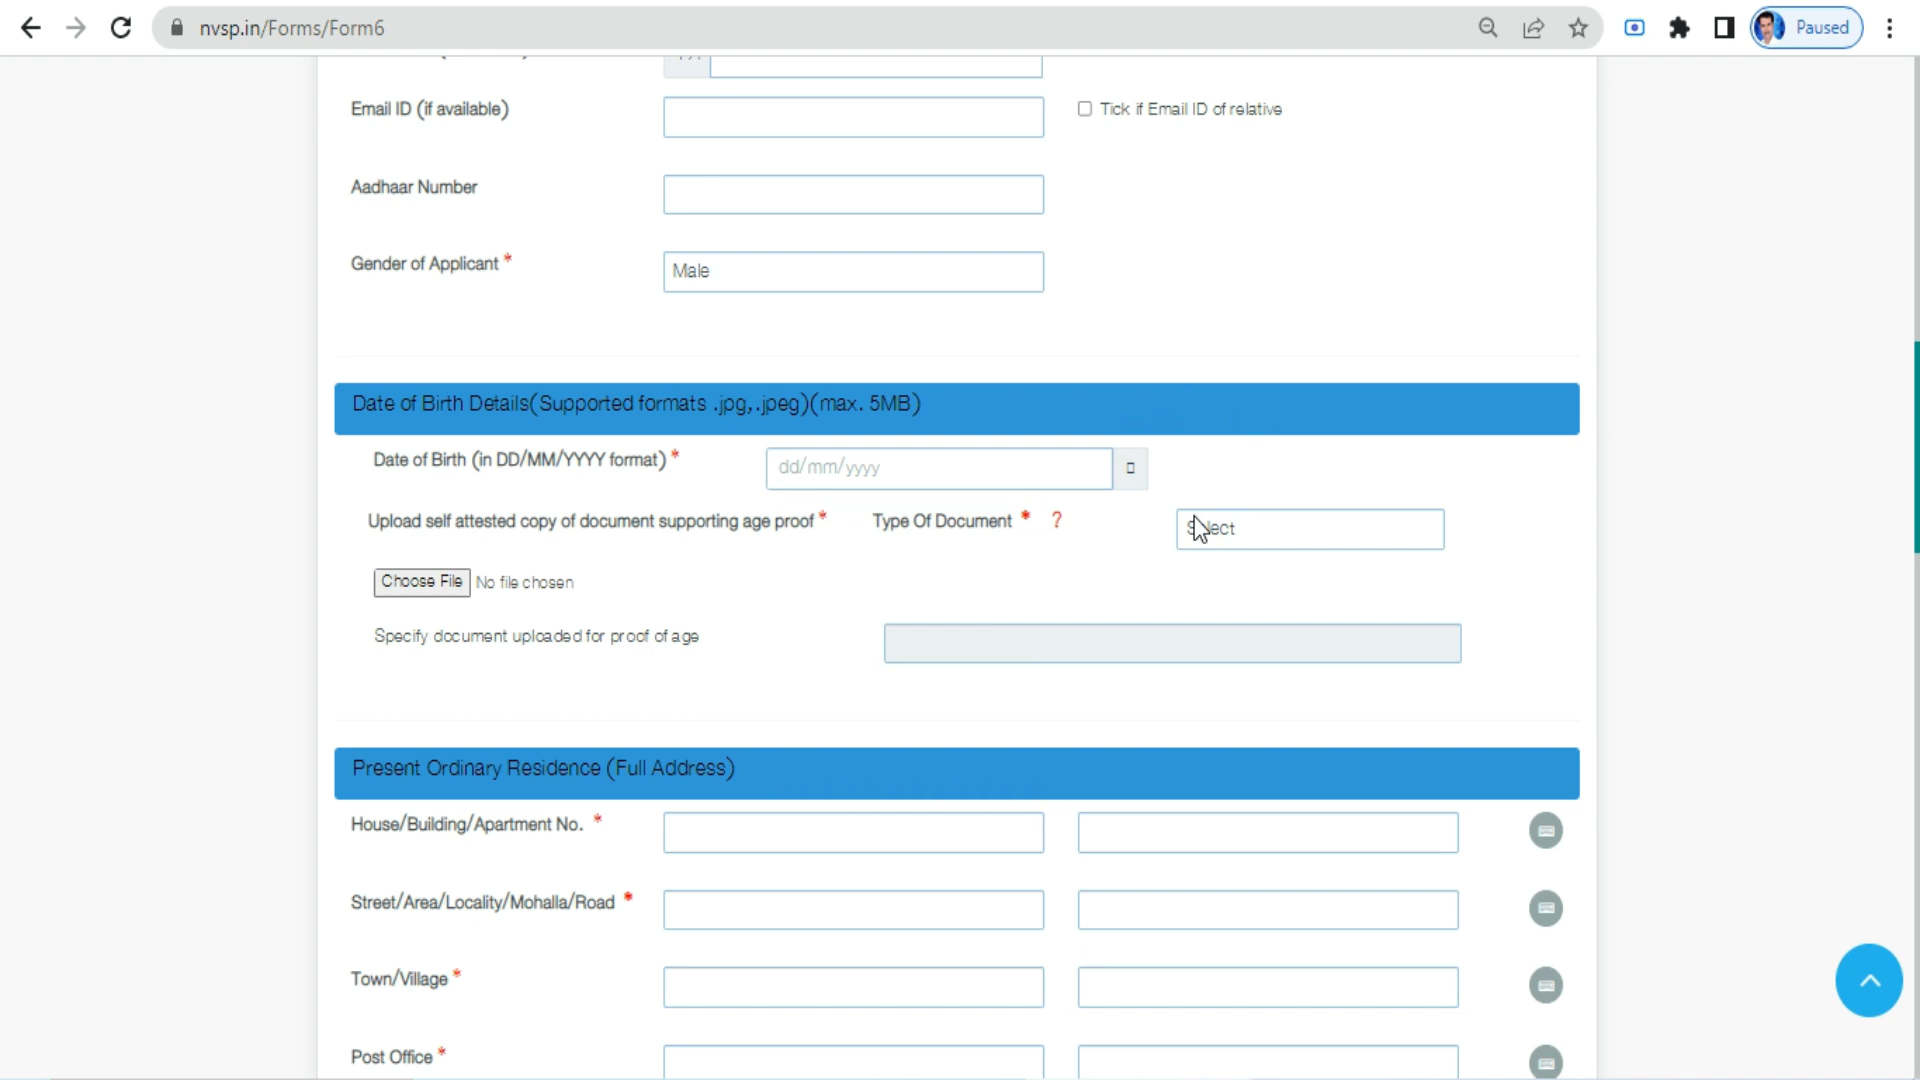 nvsp.in/Forms/Form6
Paused
Email ID (if available)
Tick if Email ID of relative
Aadhaar Number
Gender of Applicant *
Male
Date of Birth Details(Supported formats .jpg,.jpeg)(max. 5MB)
Date of Birth (in DD/MM/YYYY format) *
dd/mm/yyyy
Upload self attested copy of document supporting age proof * Type Of Document * ? Select
Choose File No file chosen
Specify document uploaded for proof of age
Present Ordinary Residence (Full Address)
House/Building/Apartment No. *
Street/Area/Locality/Mohalla/Road *
Town/Village *
Post Office *